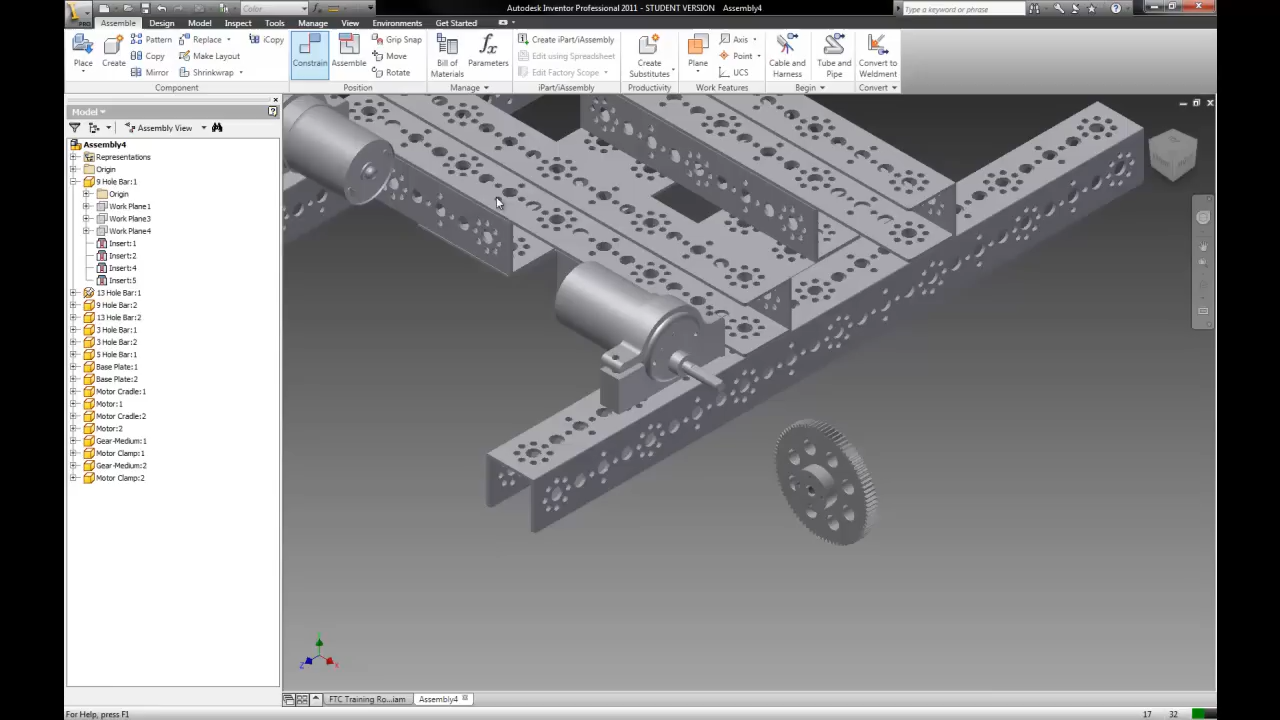 Autodesk Inventor Professional 2011 - STUDENT VERSION Assembly4
Type a keyword or phrase
Color
PRO
Assemble Design Model Inspect Tools Manage View Environments Get Started
Place
Create
Pattern
Copy
Mirror
Replace
Make Layout
Shrinkwrap
iCopy
Component
Constrain
Assemble
Grip Snap
Move
Rotate
Position
Bill of Materials
Parameters
Manage
Create iPart/iAssembly
Edit using Spreadsheet
Edit Factory Scope
iPart/iAssembly
Create Substitutes
Productivity
Plane
Axis
Point
UCS
Work Features
Cable and Harness
Tube and Pipe
Begin
Convert to Weldment
Convert
Model
Assembly View
Assembly4
Representations
Origin
9 Hole Bar:1
Origin
Work Plane1
Work Plane3
Work Plane4
Insert:1
Insert:2
Insert:4
Insert:5
13 Hole Bar:1
9 Hole Bar:2
13 Hole Bar:2
3 Hole Bar:1
3 Hole Bar:2
5 Hole Bar:1
Base Plate:1
Base Plate:2
Motor Cradle:1
Motor:1
Motor Cradle:2
Motor:2
Gear-Medium:1
Motor Clamp:1
Gear-Medium:2
Motor Clamp:2
FTC Training Ro...iam
Assembly4
For Help, press F1
17 32